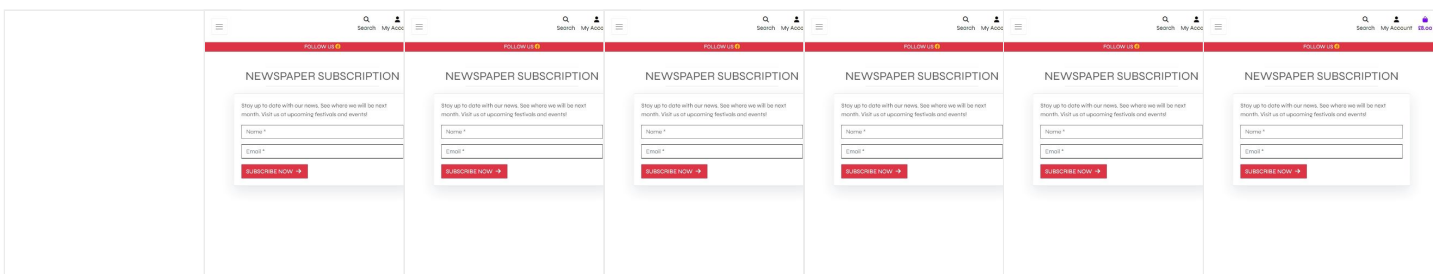 Search My Acco
FOLLOW US
NEWSPAPER SUBSCRIPTION
Stay up to date with our news. See where we will be next
month. Visit us at upcoming festivals and events!
Name *
Email *
SUBSCRIBE NOW →
Search My Acco
FOLLOW US
NEWSPAPER SUBSCRIPTION
Stay up to date with our news. See where we will be next
month. Visit us at upcoming festivals and events!
Name *
Email *
SUBSCRIBE NOW →
Search My Acco
FOLLOW US
NEWSPAPER SUBSCRIPTION
Stay up to date with our news. See where we will be next
month. Visit us at upcoming festivals and events!
Name *
Email *
SUBSCRIBE NOW →
Search My Acco
FOLLOW US
NEWSPAPER SUBSCRIPTION
Stay up to date with our news. See where we will be next
month. Visit us at upcoming festivals and events!
Name *
Email *
SUBSCRIBE NOW →
Search My Acco
FOLLOW US
NEWSPAPER SUBSCRIPTION
Stay up to date with our news. See where we will be next
month. Visit us at upcoming festivals and events!
Name *
Email *
SUBSCRIBE NOW →
Search My Account
FOLLOW US
NEWSPAPER SUBSCRIPTION
Stay up to date with our news. See where we will be next
month. Visit us at upcoming festivals and events!
Name *
Email *
SUBSCRIBE NOW →